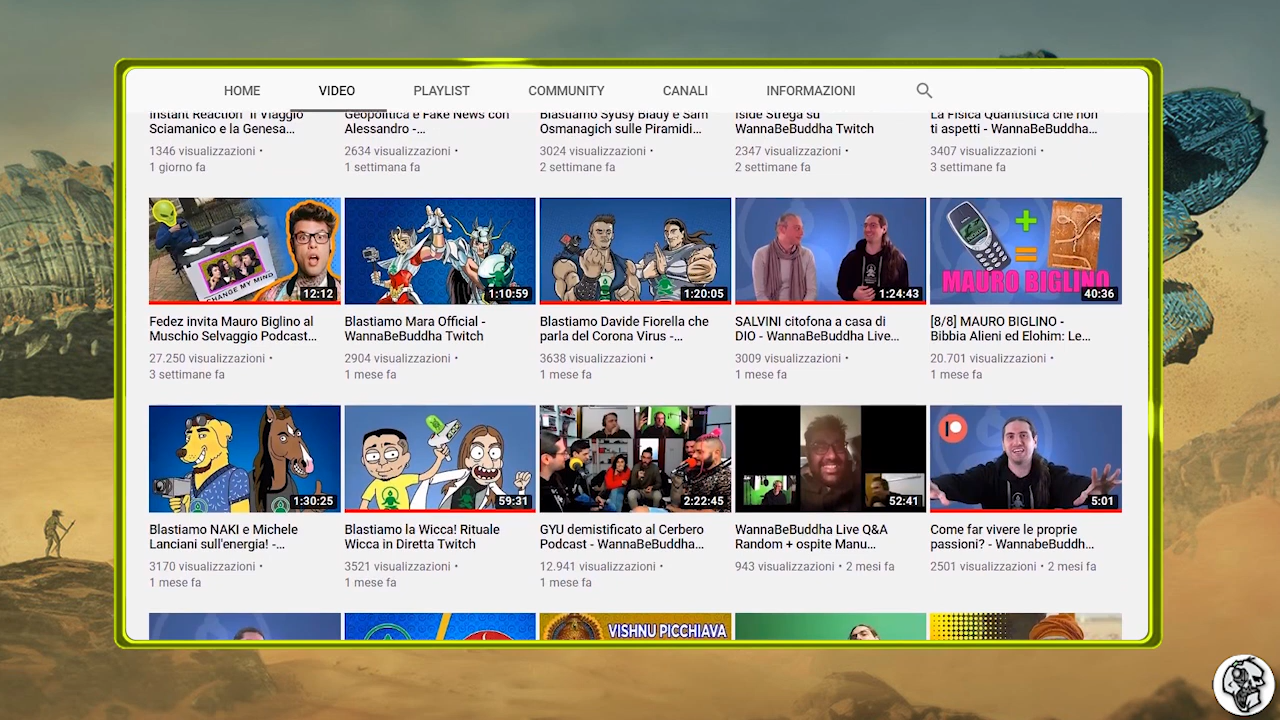 HOME VIDEO PLAYLIST COMMUNITY CANALI INFORMAZIONI
Instant Reaction "Il Viaggio
Sciamanico e la Genesa...
1346 visualizzazioni •
1 giorno fa
Geopolitica e Fake News con
Alessandro -...
2634 visualizzazioni •
1 settimana fa
Blastiamo Sysy Blady e Sam
Osmanagich sulle Piramidi...
3024 visualizzazioni •
2 settimane fa
Iside Strega su
WannaBeBuddha Twitch
2347 visualizzazioni •
2 settimane fa
La Fisica Quantistica che non
ti aspetti - WannaBeBuddha...
3407 visualizzazioni •
3 settimane fa
CHANGE MY MIND
12:12
Fedez invita Mauro Biglino al
Muschio Selvaggio Podcast...
27.250 visualizzazioni •
3 settimane fa
1:10:59
Blastiamo Mara Official -
WannaBeBuddha Twitch
2904 visualizzazioni •
1 mese fa
1:20:05
Blastiamo Davide Fiorella che
parla del Corona Virus -...
3638 visualizzazioni •
1 mese fa
1:24:43
SALVINI citofona a casa di
DIO - WannaBeBuddha Live...
3009 visualizzazioni •
1 mese fa
+
=
MAURO BIGLINO
40:36
[8/8] MAURO BIGLINO -
Bibbia Alieni ed Elohim: Le...
20.701 visualizzazioni •
1 mese fa
1:30:25
Blastiamo NAKI e Michele
Lanciani sull'energia! -...
3170 visualizzazioni •
1 mese fa
59:31
Blastiamo la Wicca! Rituale
Wicca in Diretta Twitch
3521 visualizzazioni •
1 mese fa
2:22:45
GYU demistificato al Cerbero
Podcast - WannaBeBuddha...
12.941 visualizzazioni •
1 mese fa
52:41
WannaBeBuddha Live Q&A
Random + ospite Manu...
943 visualizzazioni • 2 mesi fa
5:01
Come far vivere le proprie
passioni? - WannabeBuddh...
2501 visualizzazioni • 2 mesi fa
VISHNU PICCHIAVA